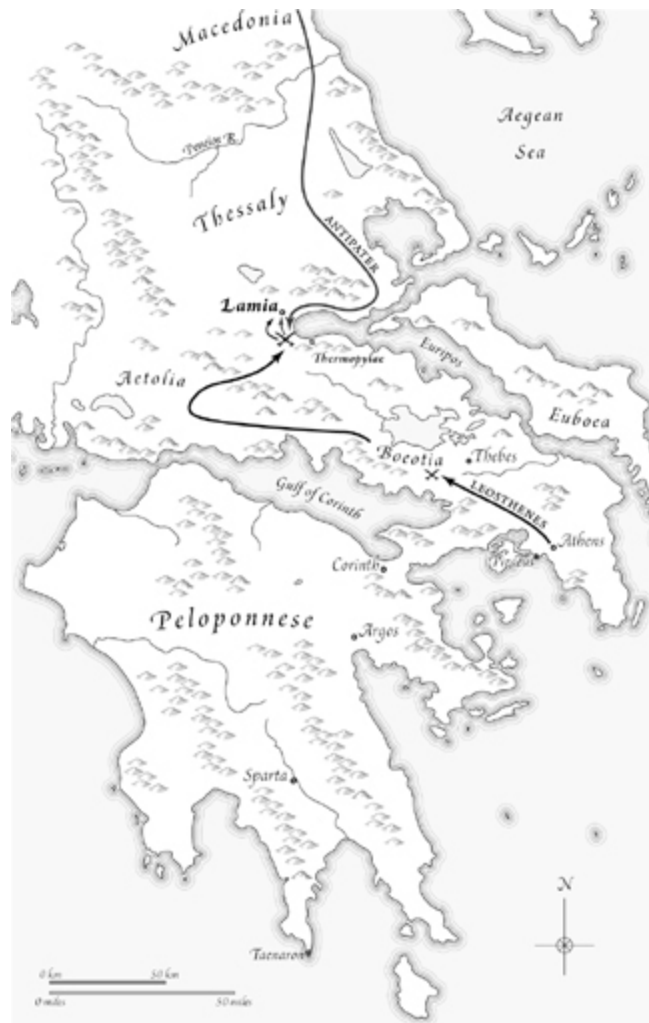 Macedonia
Aegean
Sea
Peneios R.
Thessaly
ANTIPATER
Lamia
Thermopylae
Euripos
Aetolia
Euboea
Boeotia
Thebes
LEOSTHENES
Gulf of Corinth
Athens
Piraeus
Corinth
Peloponnese
Argos
Sparta
N
Taenaron
0 km 50 km
0 miles 50 miles